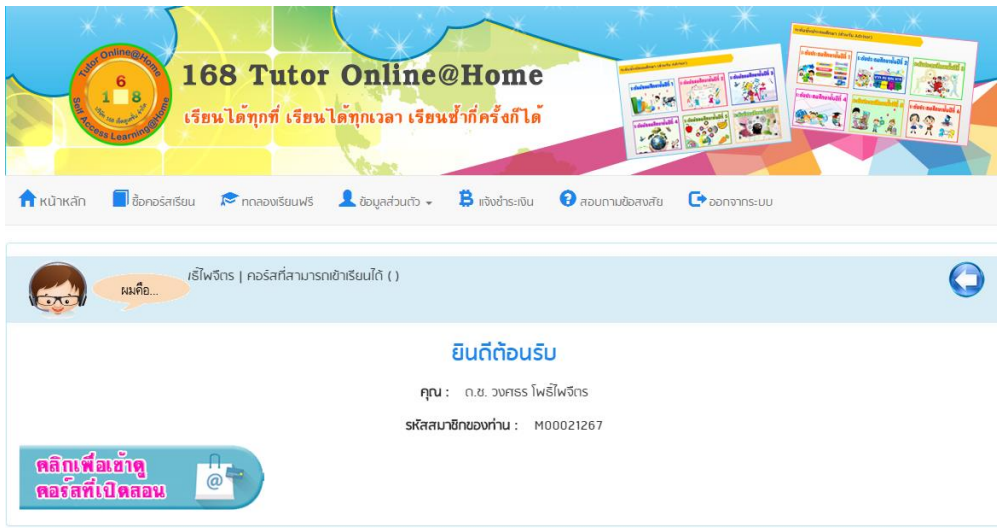 Tutor Online@Home
6
1 8
Self Access Learning@Home
168 Tutor Online@Home
เรียนได้ทุกที่ เรียนได้ทุกเวลา เรียนซ้ำกี่ครั้งก็ได้
หน้าหลัก ซื้อคอร์สเรียน ทดลองเรียนฟรี ข้อมูลส่วนตัว แจ้งชำระเงิน สอบถามข้อสงสัย ออกจากระบบ
ผมคือ... ธิ์ไพจิตร | คอร์สที่สามารถเข้าเรียนได้ ( )
ยินดีต้อนรับ
คุณ : ด.ช. วงศธร โพธิ์ไพจิตร
รหัสสมาชิกของท่าน : M00021267
คลิกเพื่อเข้าดู
คอร์สที่เปิดสอน
@